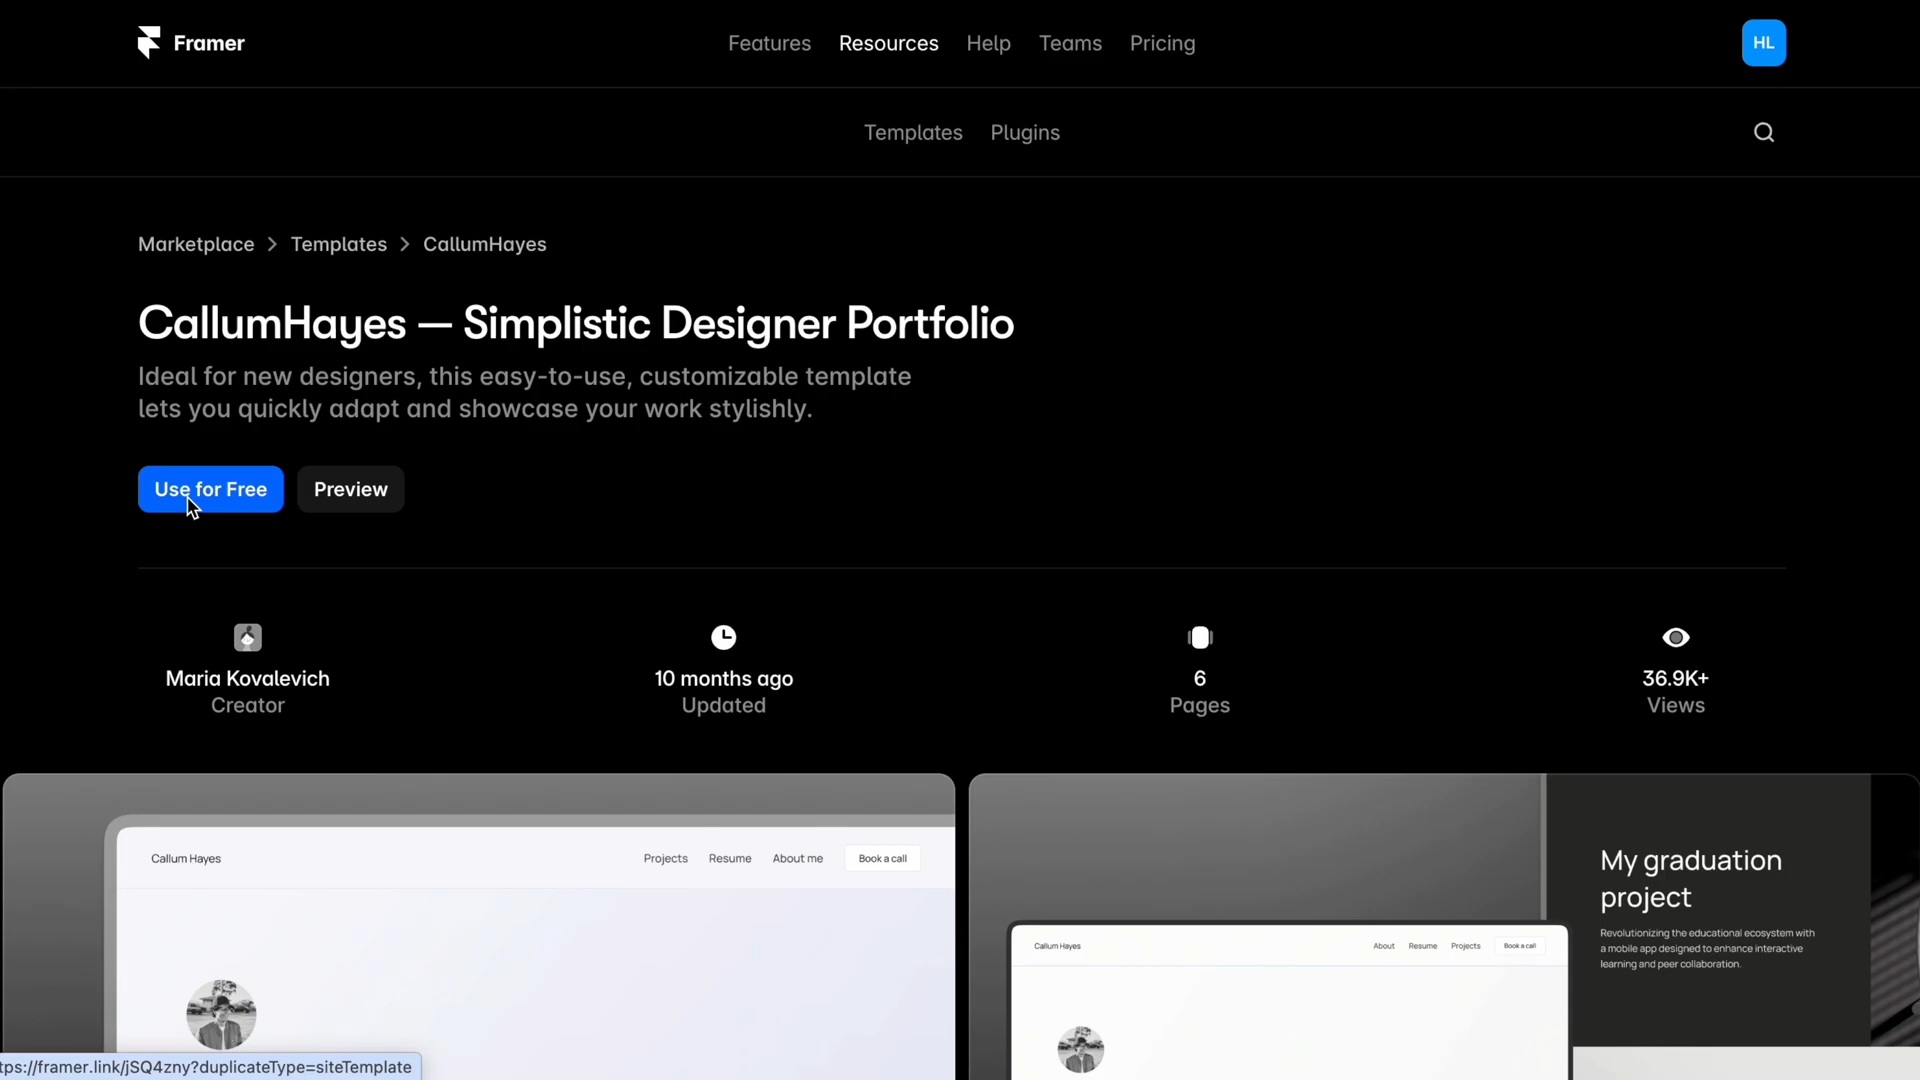 Framer
Features Resources Help Teams Pricing
HL
Templates Plugins
Marketplace > Templates > CallumHayes
CallumHayes — Simplistic Designer Portfolio
Ideal for new designers, this easy-to-use, customizable template
lets you quickly adapt and showcase your work stylishly.
Use for Free Preview
Maria Kovalevich
Creator
10 months ago
Updated
6
Pages
36.9K+
Views
Callum Hayes Projects Resume About me Book a call
My graduation
project
Revolutionizing the educational ecosystem with
a mobile app designed to enhance interactive
learning and peer collaboration.
Callum Hayes About Resume Projects Book a call
tps://framer.link/jSQ4zny?duplicateType=siteTemplate